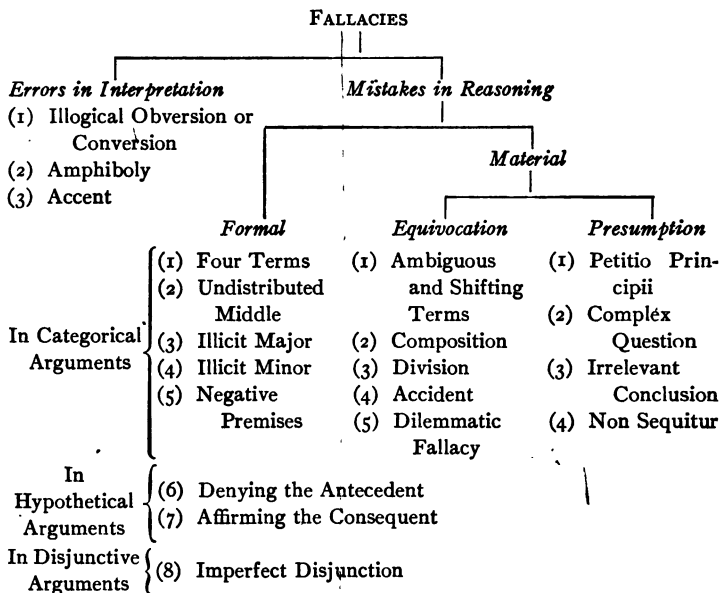 FALLACIES
Errors in Interpretation
(1) Illogical Obversion or
Conversion
(2) Amphiboly
(3) Accent
Mistakes in Reasoning
Material
Formal
Equivocation
Presumption
In Categorical
Arguments
(1) Four Terms
(2) Undistributed
Middle
(3) Illicit Major
(4) Illicit Minor
(5) Negative
Premises
(1) Ambiguous
and Shifting
Terms
(2) Composition
(3) Division
(4) Accident
(5) Dilemmatic
Fallacy
(1) Petitio Prin-
cipii
(2) Complex
Question
(3) Irrelevant
Conclusion
(4) Non Sequitur
In
Hypothetical
Arguments
(6) Denying the Antecedent
(7) Affirming the Consequent
In Disjunctive
Arguments
(8) Imperfect Disjunction